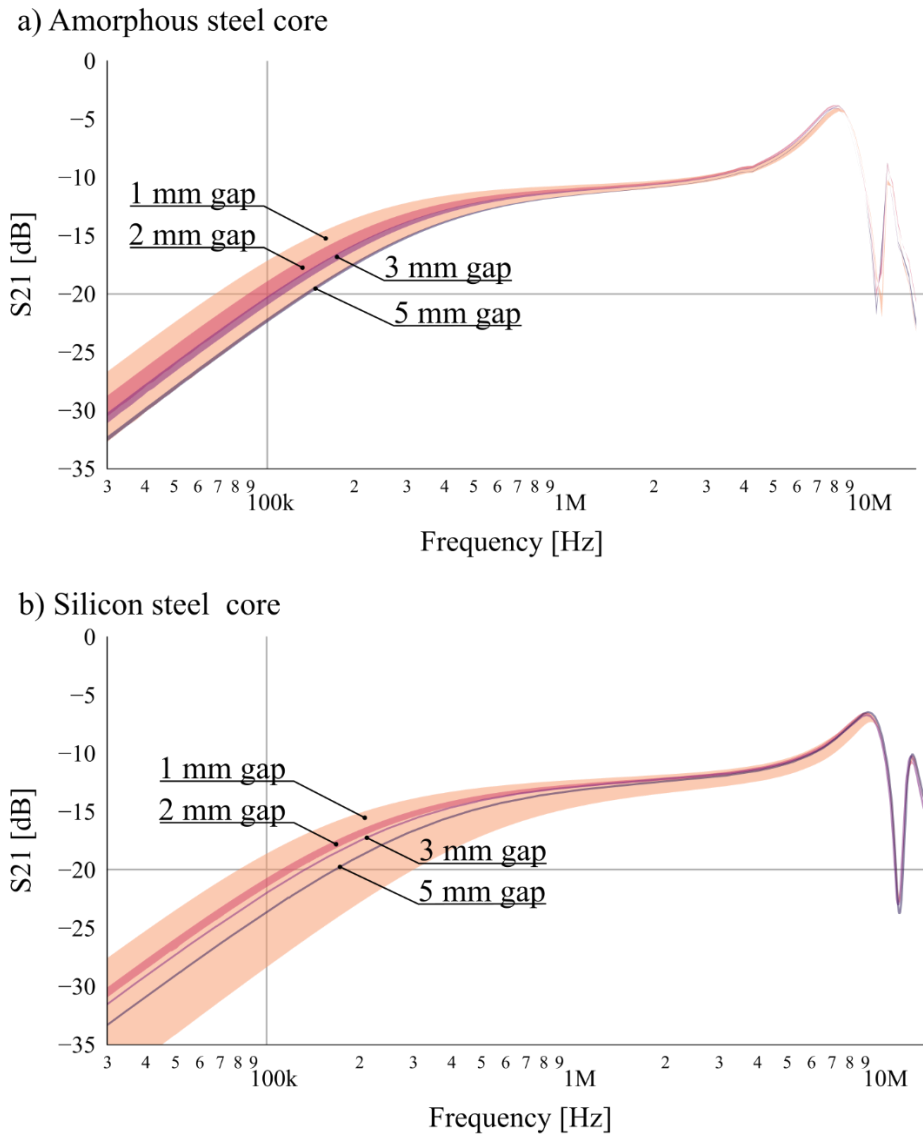 a) Amorphous steel core
0
−5
−10
−15
−20
−25
−30
−35
S21 [dB]
1 mm gap
2 mm gap
3 mm gap
5 mm gap
3 4 5 6 7 8 9 100k 2 3 4 5 6 7 8 9 1M 2 3 4 5 6 7 8 9 10M
Frequency [Hz]
b) Silicon steel core
0
−5
−10
−15
−20
−25
−30
−35
S21 [dB]
1 mm gap
2 mm gap
3 mm gap
5 mm gap
3 4 5 6 7 8 9 100k 2 3 4 5 6 7 8 9 1M 2 3 4 5 6 7 8 9 10M
Frequency [Hz]